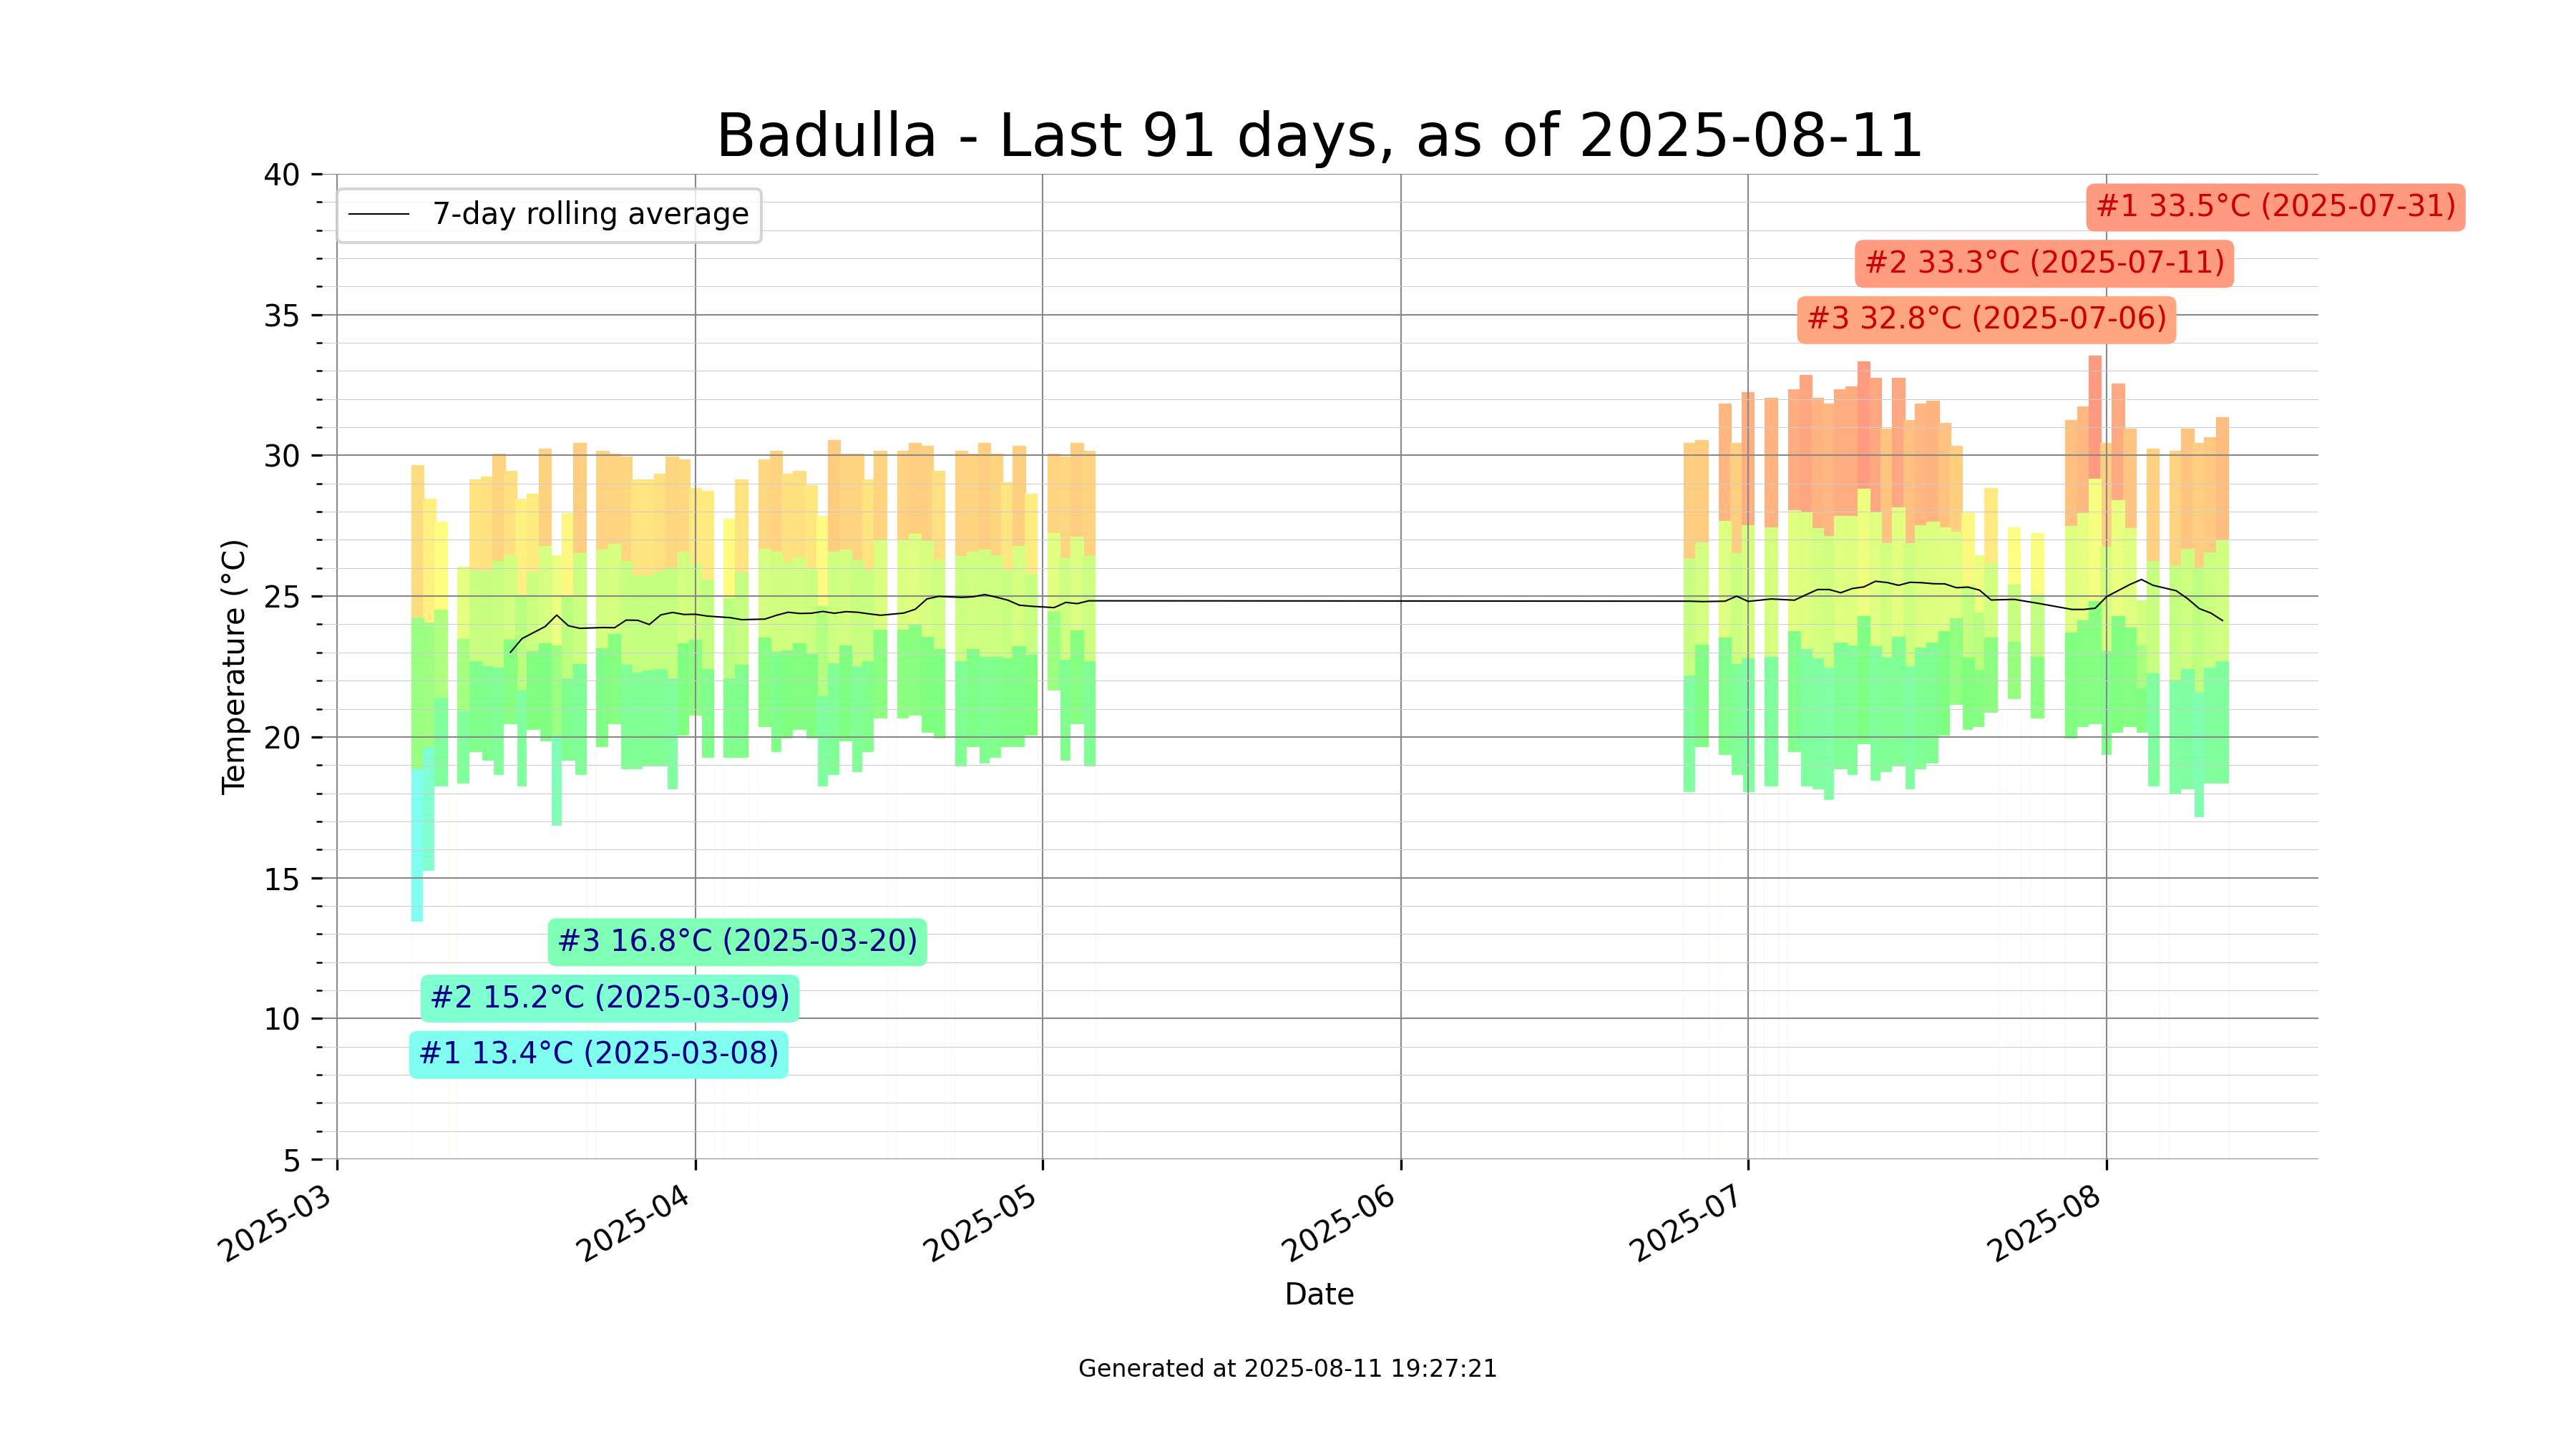 Badulla - Last 91 days, as of 2025-08-11
40
35
30
25
20
15
10
5
Temperature (°C)
7-day rolling average
#1 33.5°C (2025-07-31)
#2 33.3°C (2025-07-11)
#3 32.8°C (2025-07-06)
#3 16.8°C (2025-03-20)
#2 15.2°C (2025-03-09)
#1 13.4°C (2025-03-08)
2025-03
2025-04
2025-05
2025-06
2025-07
2025-08
Date
Generated at 2025-08-11 19:27:21